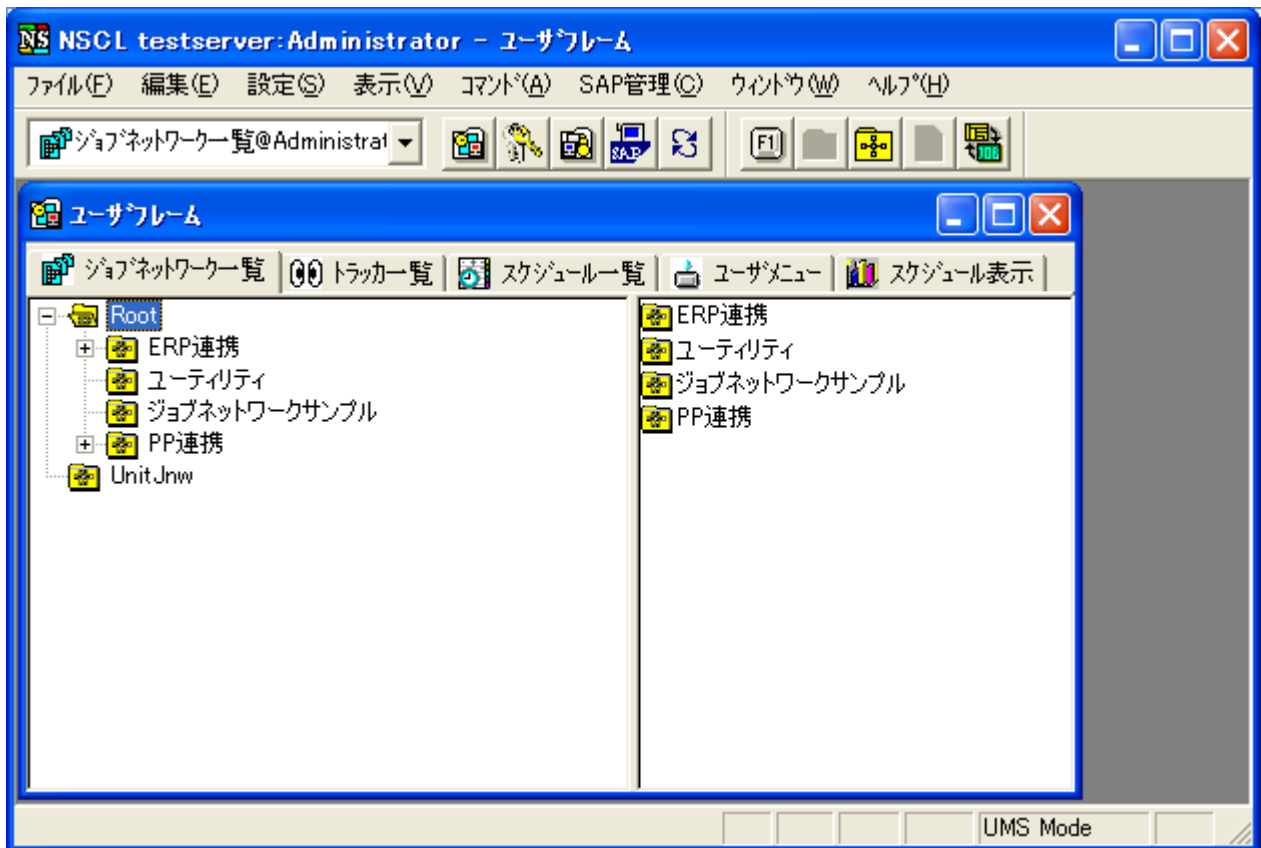 NS NSCL testserver:Administrator - ユーザフレーム
ファイル(F) 編集(E) 設定(S) 表示(V) コマンド(A) SAP管理(C) ウィンドウ(W) ヘルプ(H)
ジョブネットワーク一覧@Administrat SAP F1 JOB
ユーザフレーム
ジョブネットワーク一覧 トラッカ一覧 スケジュール一覧 ユーザメニュー スケジュール表示
Root
ERP連携
ユーティリティ
ジョブネットワークサンプル
PP連携
UnitJnw
ERP連携
ユーティリティ
ジョブネットワークサンプル
PP連携
UMS Mode